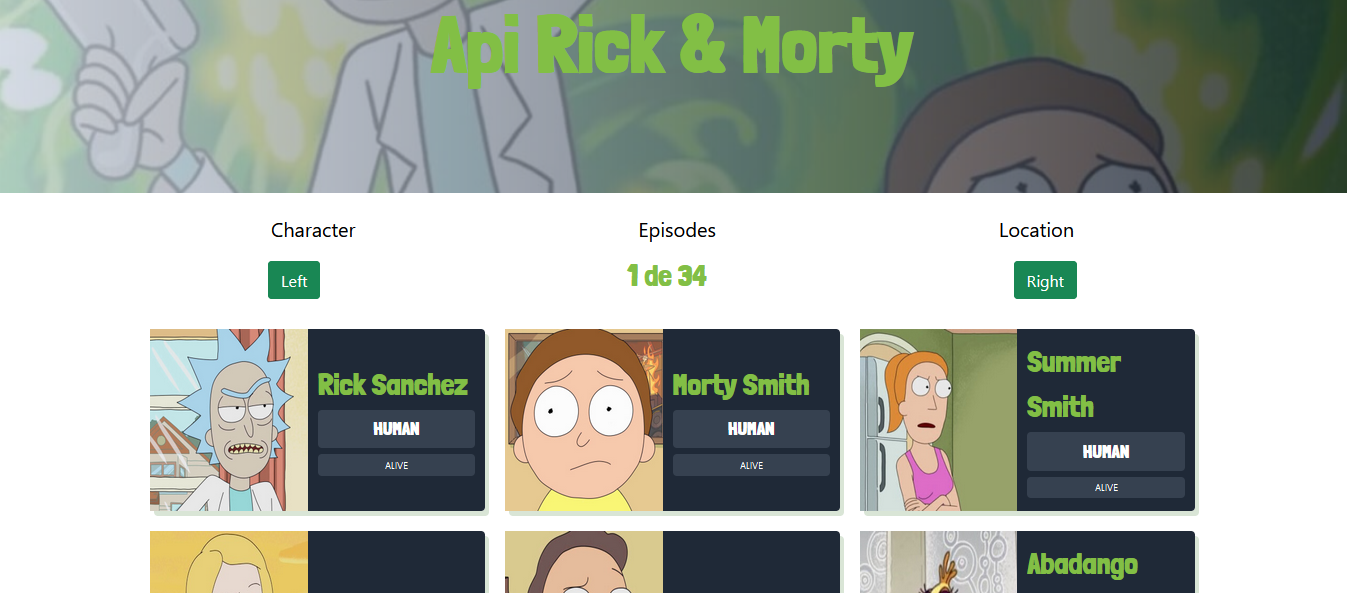 Api Rick & Morty
Character
Episodes
Location
Left
1 de 34
Right
Rick Sanchez
HUMAN
ALIVE
Morty Smith
HUMAN
ALIVE
Summer
Smith
HUMAN
ALIVE
Abadango